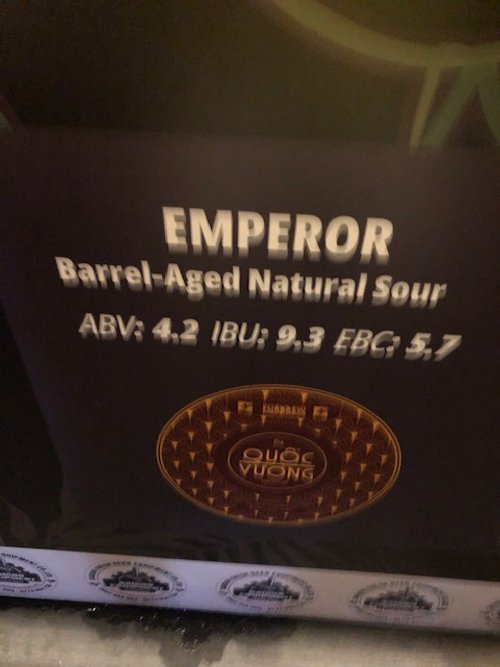 EMPEROR
Barrel-Aged Natural Sour
ABV: 4.2 IBU: 9.3 EBC: 5.7
QUỐC
VƯƠNG